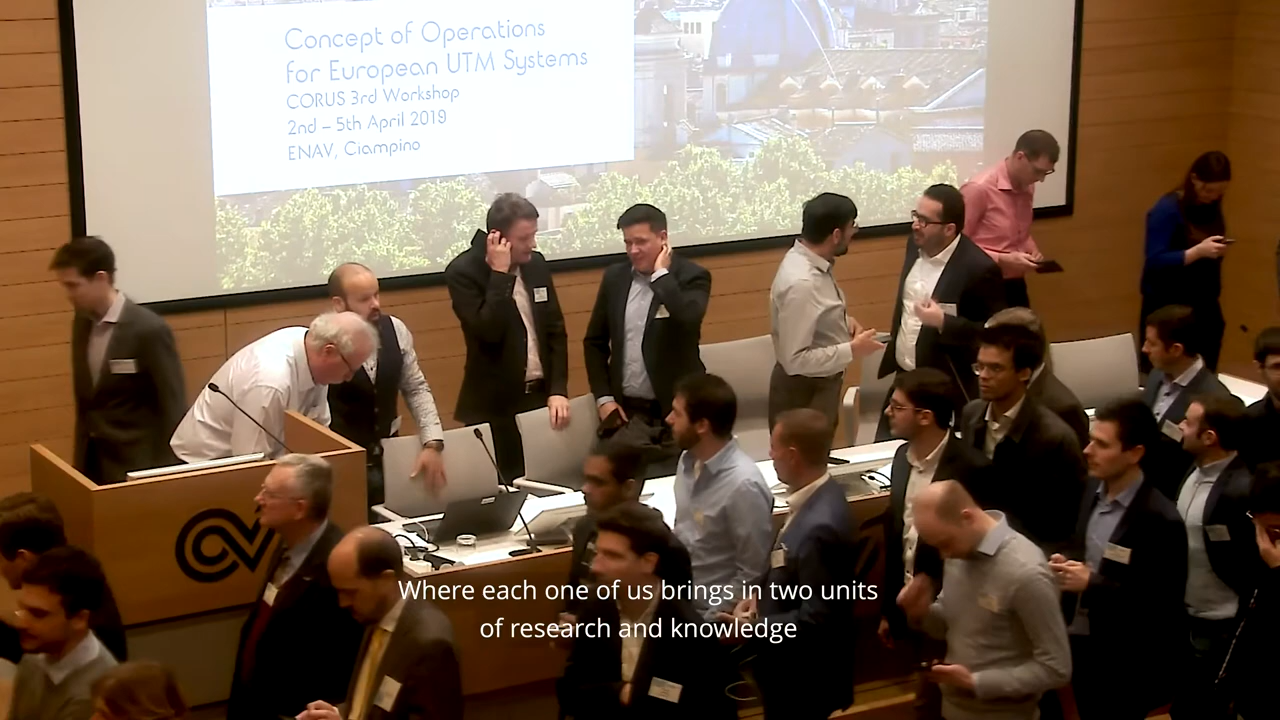 Concept of Operations
for European UTM Systems
CORUS 3rd Workshop
2nd – 5th April 2019
ENAV, Ciampino
Where each one of us brings in two units
of research and knowledge